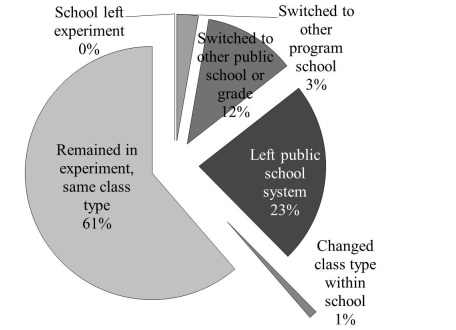 School left
experiment
0%
Switched to
other
program
school
3%
Switched to
other public
school or
grade
12%
Remained in
experiment,
same class
type
61%
Left public
school
system
23%
Changed
class type
within
school
1%